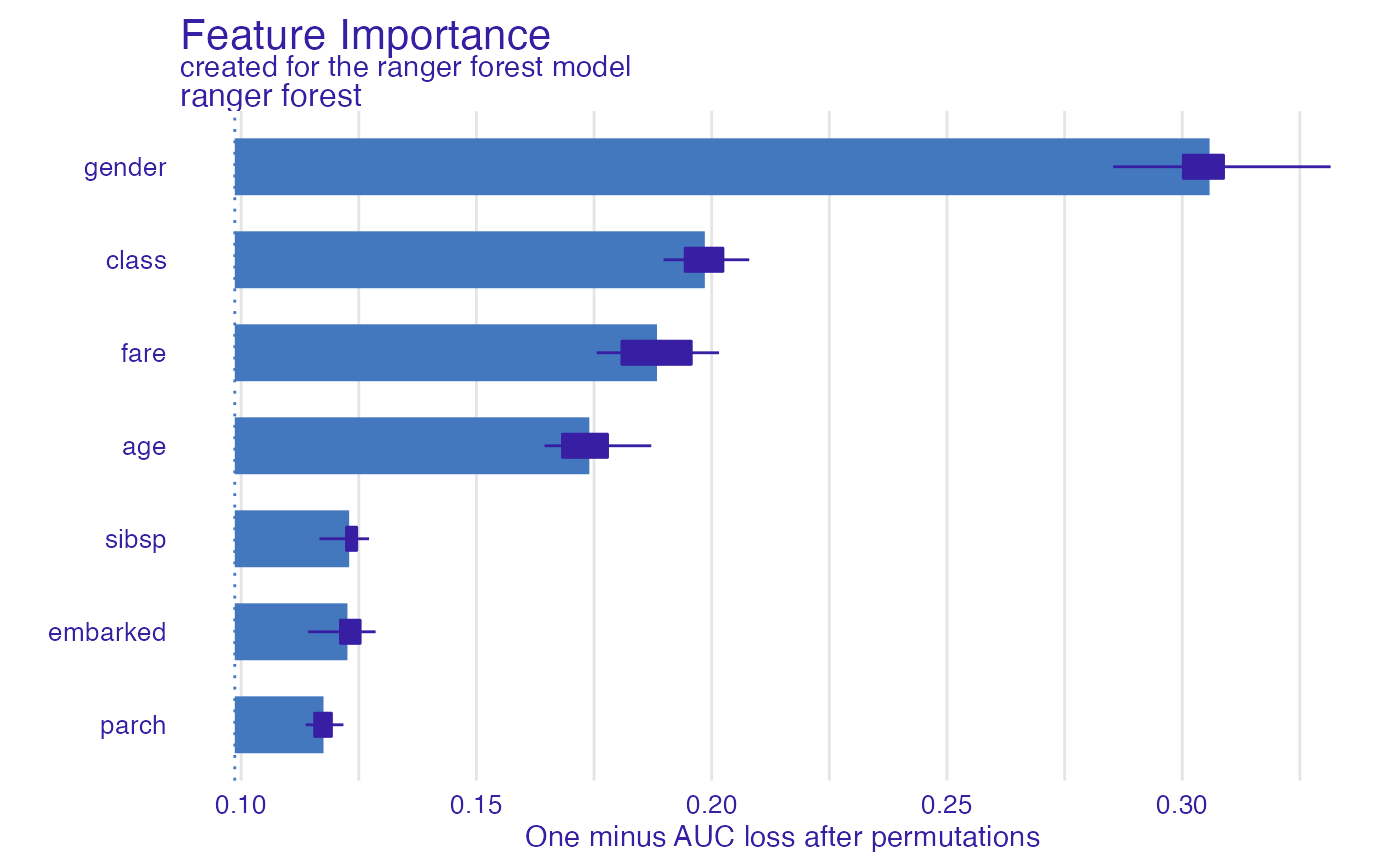 Feature Importance
created for the ranger forest model
ranger forest
gender
class
fare
age
sibsp
embarked
parch
0.10 0.15 0.20 0.25 0.30
One minus AUC loss after permutations